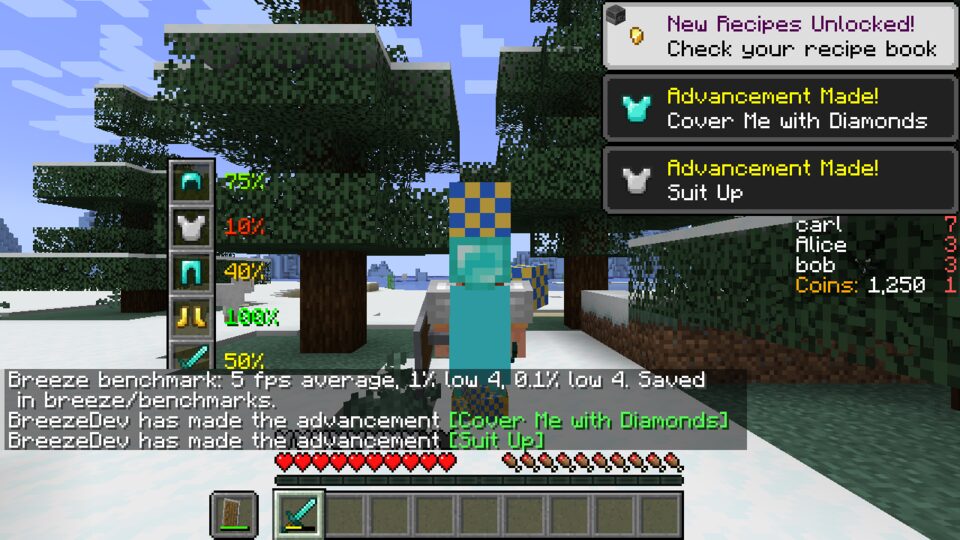 New Recipes Unlocked!
Check your recipe book
Advancement Made!
Cover Me with Diamonds
Advancement Made!
Suit Up
carl 7
Alice 3
bob 3
Coins: 1,250 1
75%
10%
40%
100%
50%
Breeze benchmark: 5 fps average, 1% low 4, 0.1% low 4. Saved
in breeze/benchmarks.
BreezeDev has made the advancement [Cover Me with Diamonds]
BreezeDev has made the advancement [Suit Up]